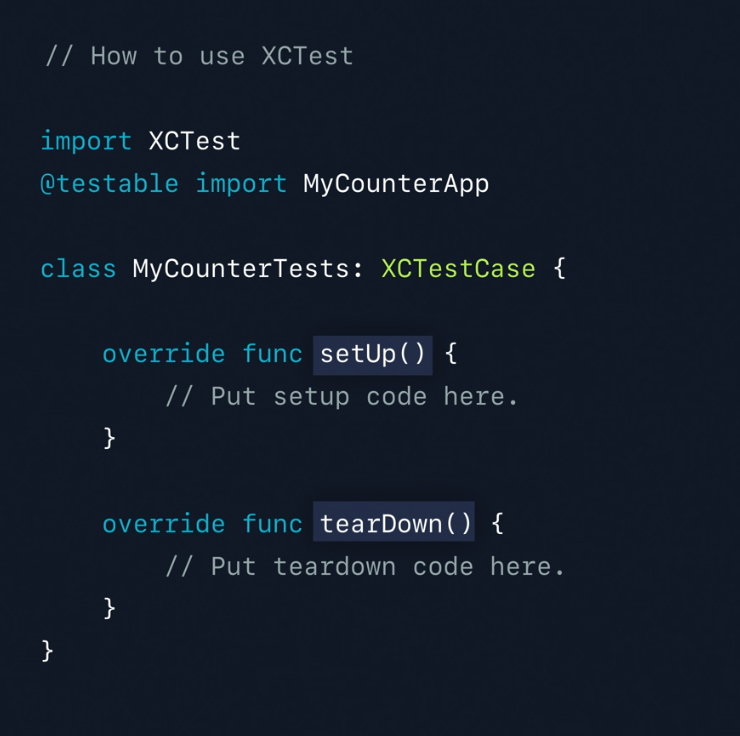 // How to use XCTest
import XCTest
@testable import MyCounterApp
class MyCounterTests: XCTestCase {
override func setUp() {
// Put setup code here.
}
override func tearDown() {
// Put teardown code here.
}
}